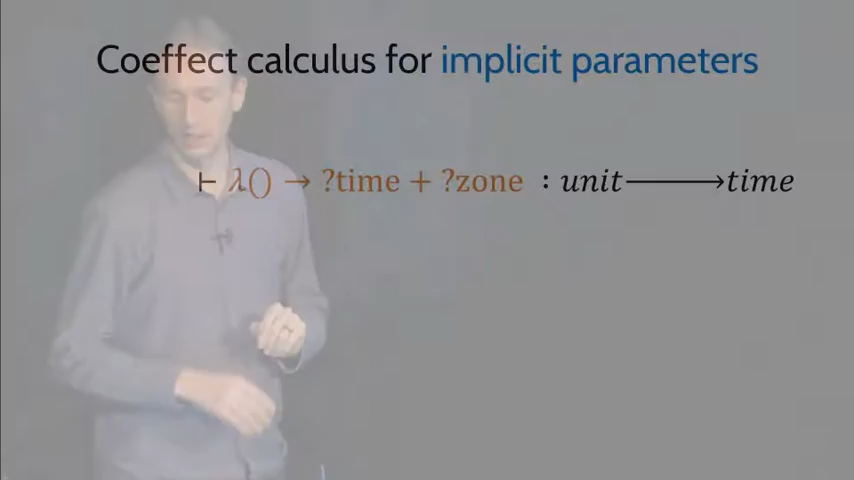 Coeffect calculus for implicit parameters
⊢ λ() → ?time + ?zone : unit⟶time